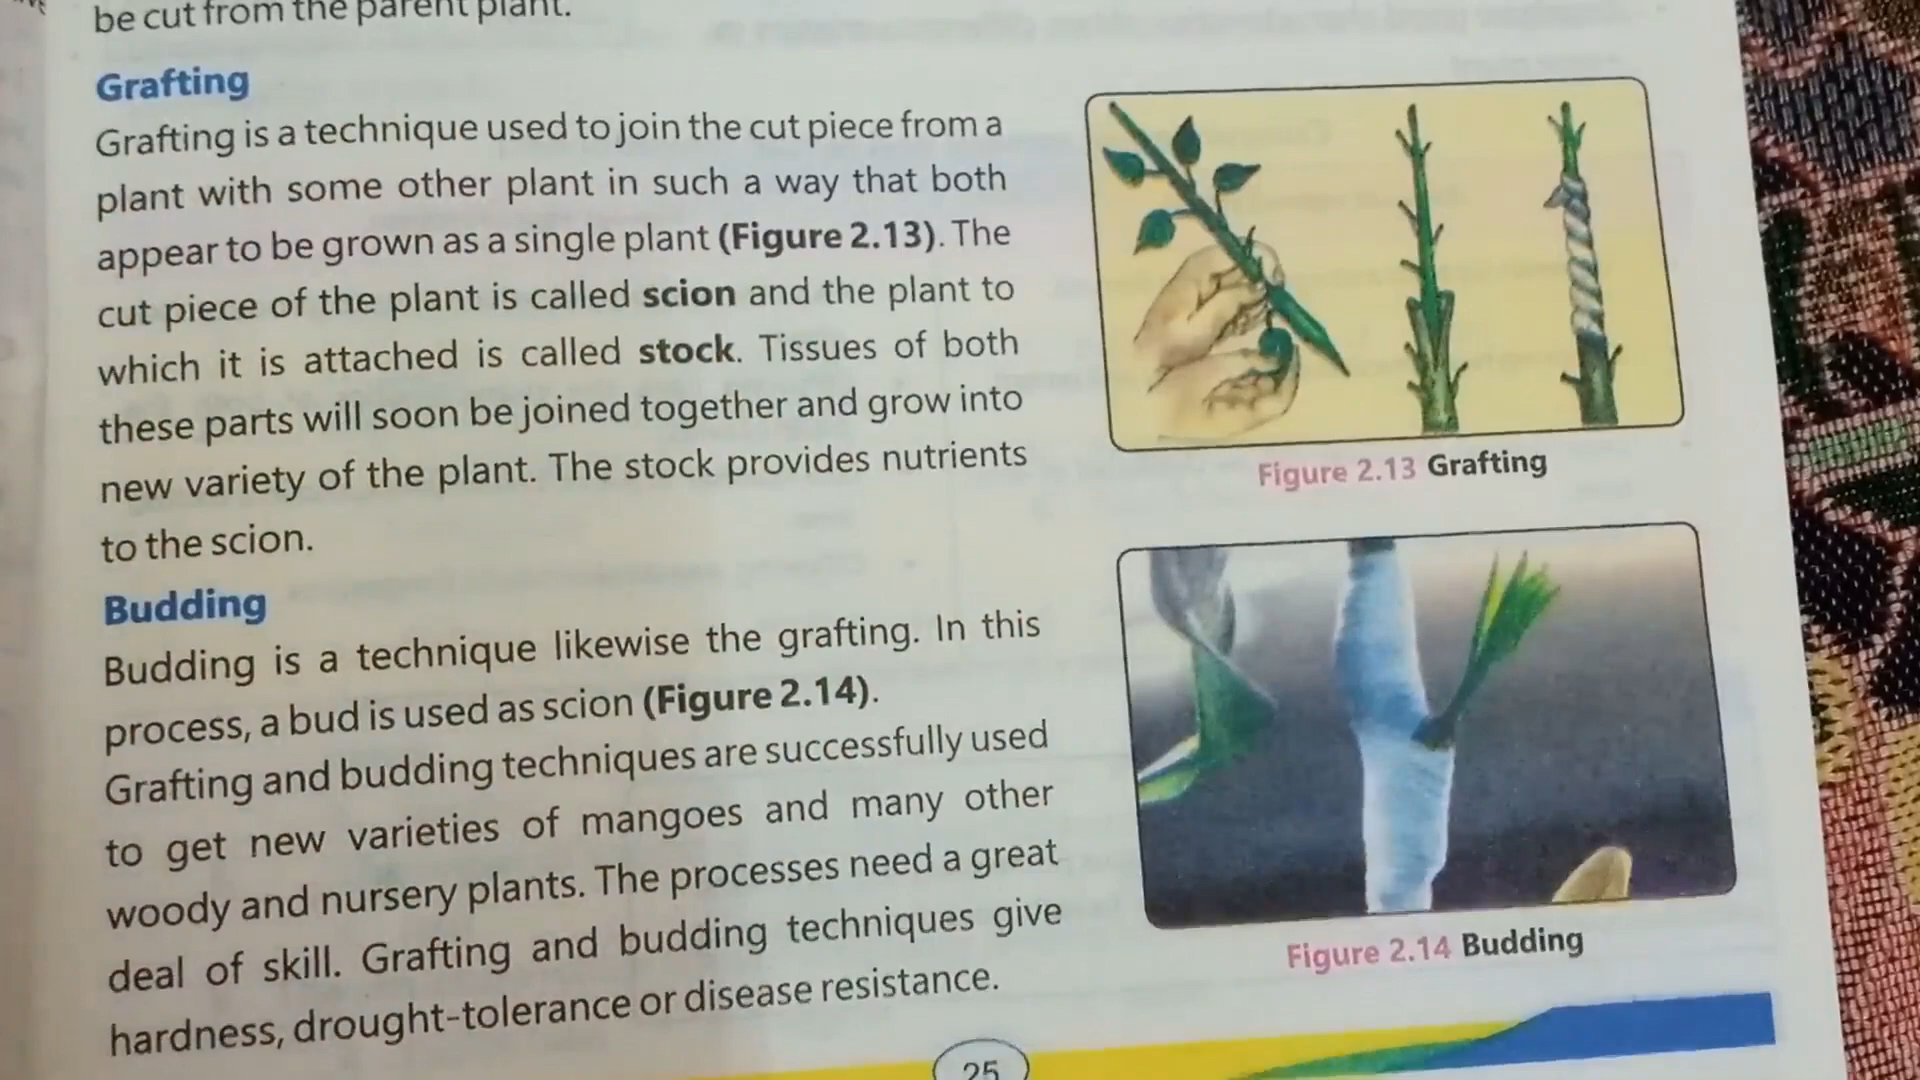 be cut from the parent plant.
Grafting
Grafting is a technique used to join the cut piece from a
plant with some other plant in such a way that both
appear to be grown as a single plant (Figure 2.13). The
cut piece of the plant is called scion and the plant to
which it is attached is called stock. Tissues of both
these parts will soon be joined together and grow into
new variety of the plant. The stock provides nutrients
to the scion.
Figure 2.13 Grafting
Budding
Budding is a technique likewise the grafting. In this
process, a bud is used as scion (Figure 2.14).
Grafting and budding techniques are successfully used
to get new varieties of mangoes and many other
woody and nursery plants. The processes need a great
deal of skill. Grafting and budding techniques give
hardness, drought-tolerance or disease resistance.
Figure 2.14 Budding
25